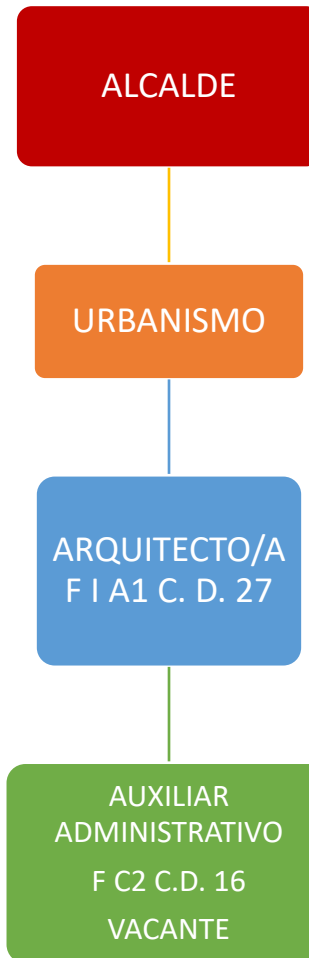 ALCALDE
URBANISMO
ARQUITECTO/A
F I A1 C. D. 27
AUXILIAR
ADMINISTRATIVO
F C2 C.D. 16
VACANTE